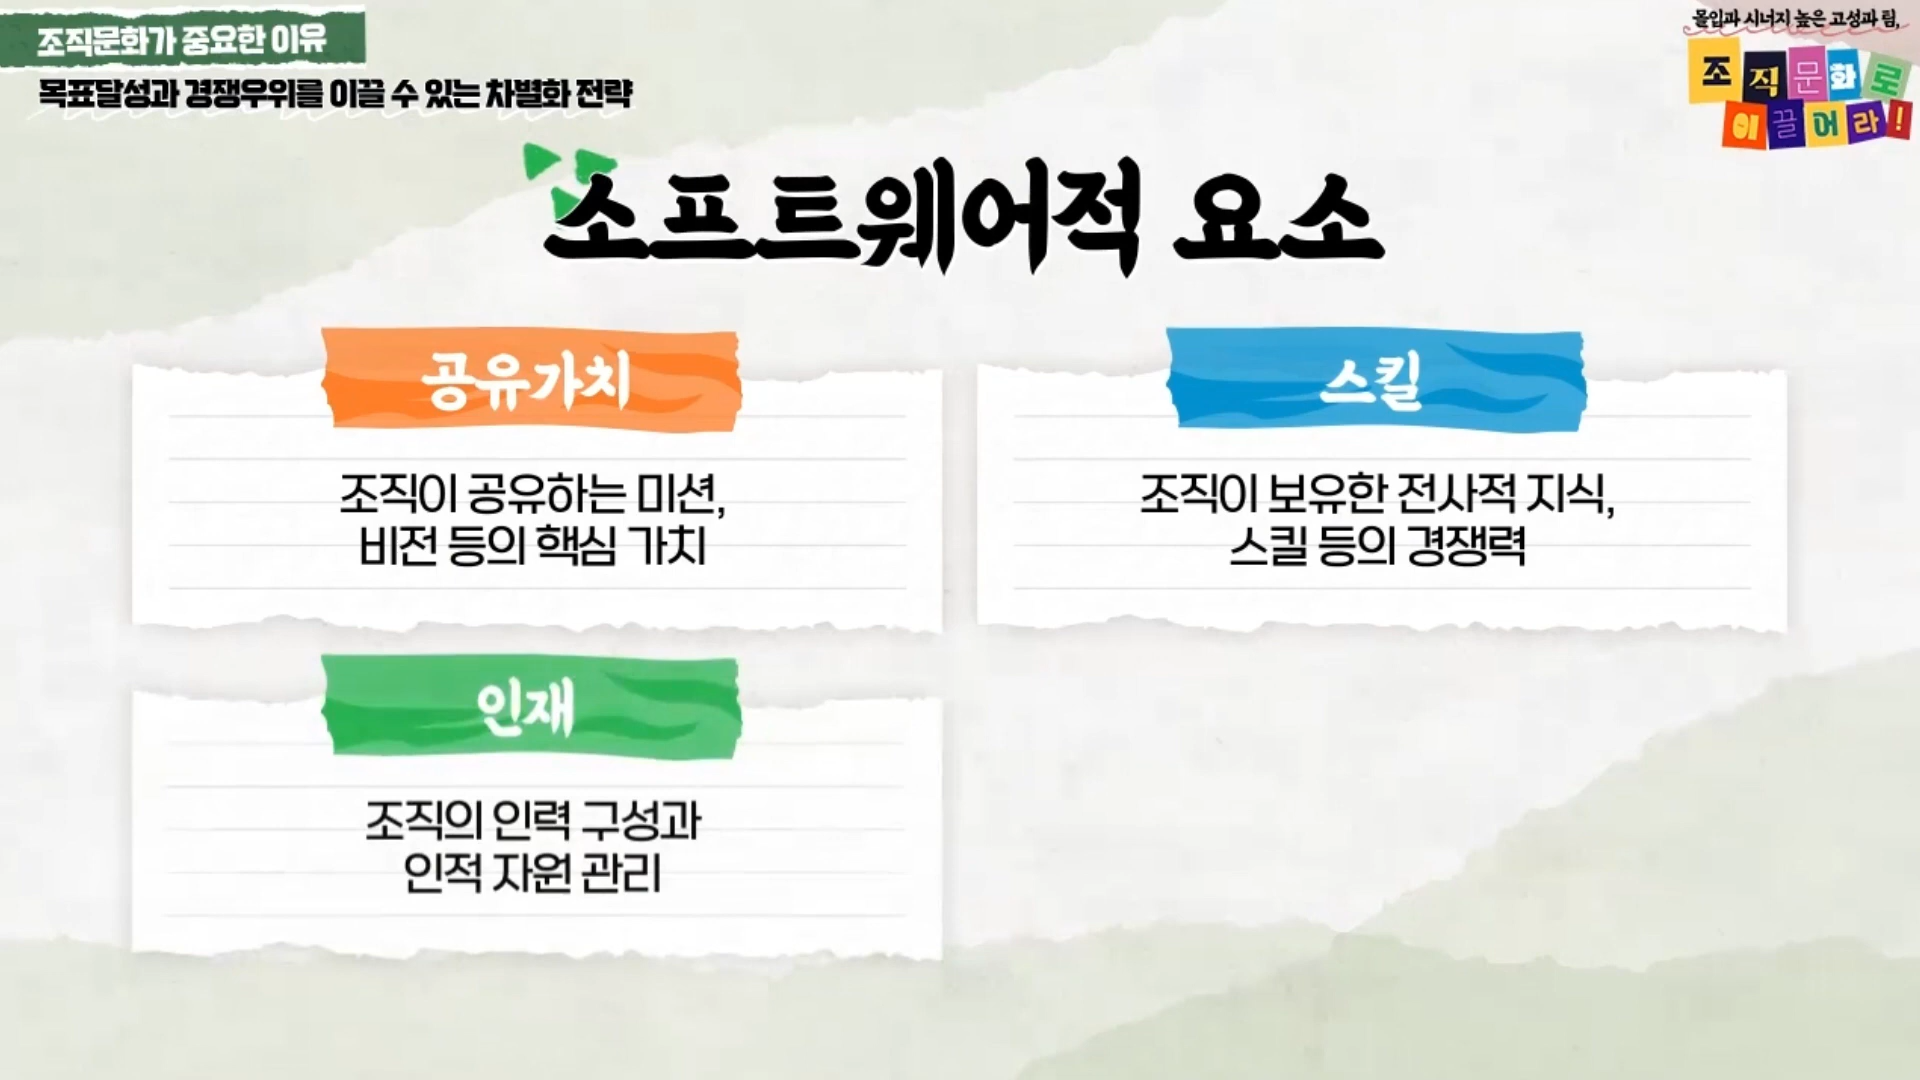 조직문화가 중요한 이유
목표달성과 경쟁우위를 이끌 수 있는 차별화 전략
몰입과 시너지 높은 고성과 팀,
조직문화로
이끌어라!
소프트웨어적 요소
공유가치
조직이 공유하는 미션,
비전 등의 핵심 가치
스킬
조직이 보유한 전사적 지식,
스킬 등의 경쟁력
인재
조직의 인력 구성과
인적 자원 관리